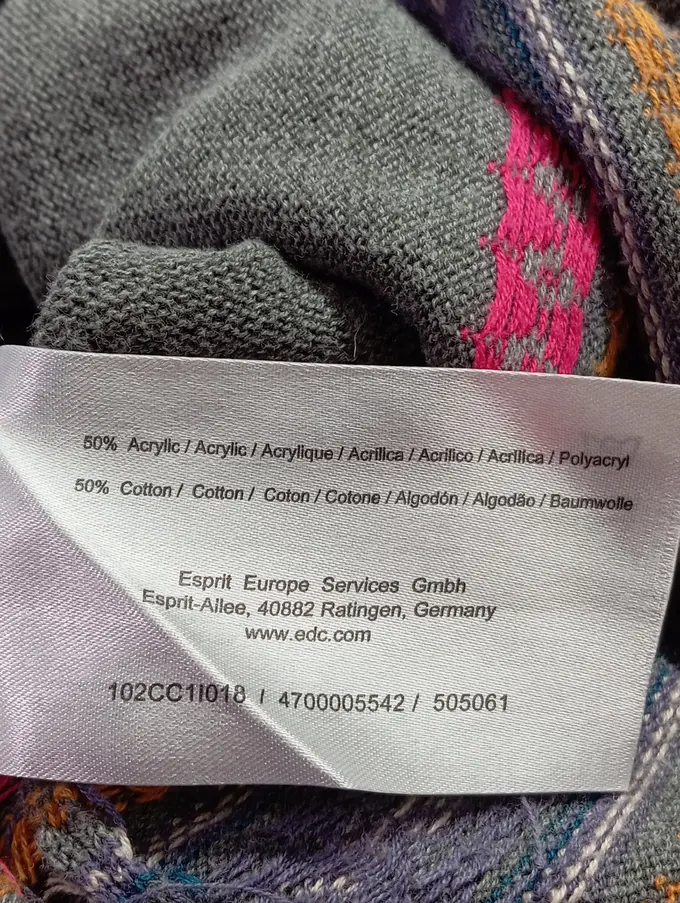 50% Acrylic / Acrylic / Acrylique / Acrilica / Acrilico / Acrilica / Polyacryl
50% Cotton / Cotton / Coton / Cotone / Algodón / Algodão / Baumwolle
Esprit Europe Services Gmbh
Esprit-Allee, 40882 Ratingen, Germany
www.edc.com
102CC1I018 / 4700005542 / 505061